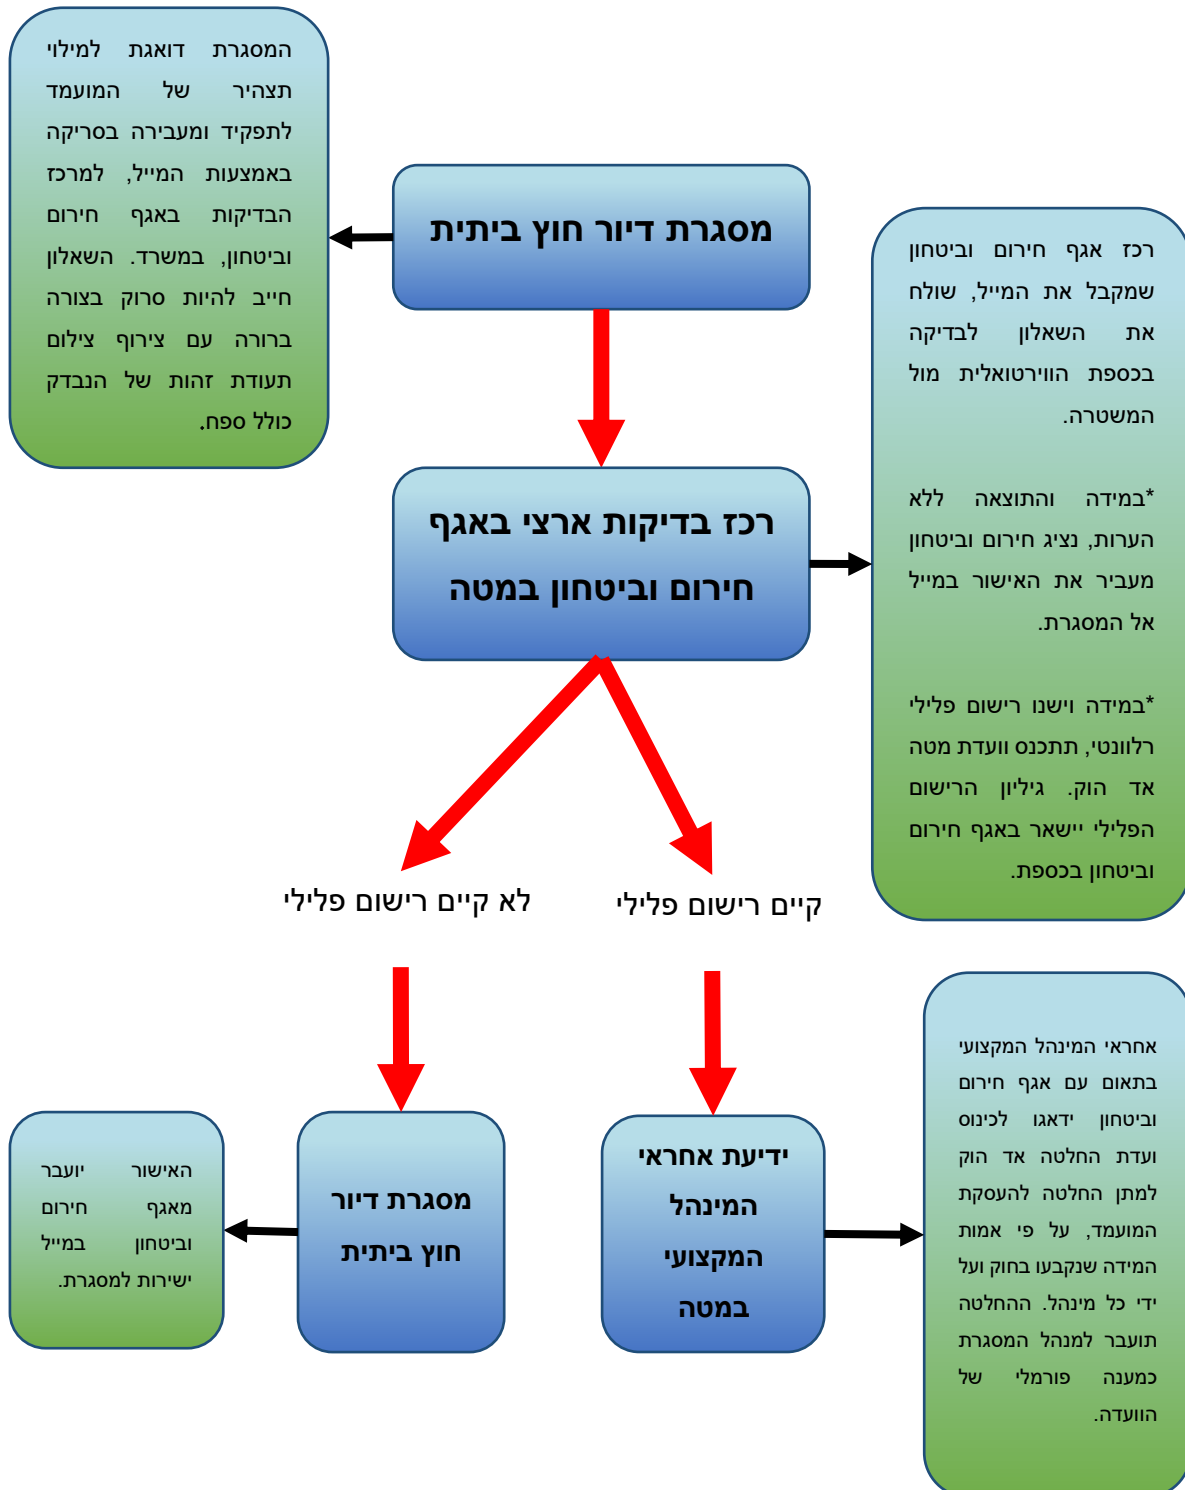 המסגרת דואגת למילוי
תצהיר של המועמד
לתפקיד ומעבירה בסריקה
באמצעות המייל, למרכז
הבדיקות באגף חירום
וביטחון, במשרד. השאלון
חייב להיות סרוק בצורה
ברורה עם צירוף צילום
תעודת זהות של הנבדק
כולל ספח.
מסגרת דיור חוץ ביתית
רכז אגף חירום וביטחון
שמקבל את המייל, שולח
את השאלון לבדיקה
בכספת הווירטואלית מול
המשטרה.
*במידה והתוצאה ללא
הערות, נציג חירום וביטחון
מעביר את האישור במייל
אל המסגרת.
*במידה וישנו רישום פלילי
רלוונטי, תתכנס וועדת מטה
אד הוק. גיליון הרישום
הפלילי יישאר באגף חירום
וביטחון בכספת.
רכז בדיקות ארצי באגף
חירום וביטחון במטה
קיים רישום פלילי
לא קיים רישום פלילי
אחראי המינהל המקצועי
בתאום עם אגף חירום
וביטחון ידאגו לכינוס
ועדת החלטה אד הוק
למתן החלטה להעסקת
המועמד, על פי אמות
המידה שנקבעו בחוק ועל
ידי כל מינהל. ההחלטה
תועבר למנהל המסגרת
כמענה פורמלי של
הוועדה.
ידיעת אחראי
המינהל
המקצועי
במטה
מסגרת דיור
חוץ ביתית
האישור יועבר
מאגף חירום
וביטחון במייל
ישירות למסגרת.